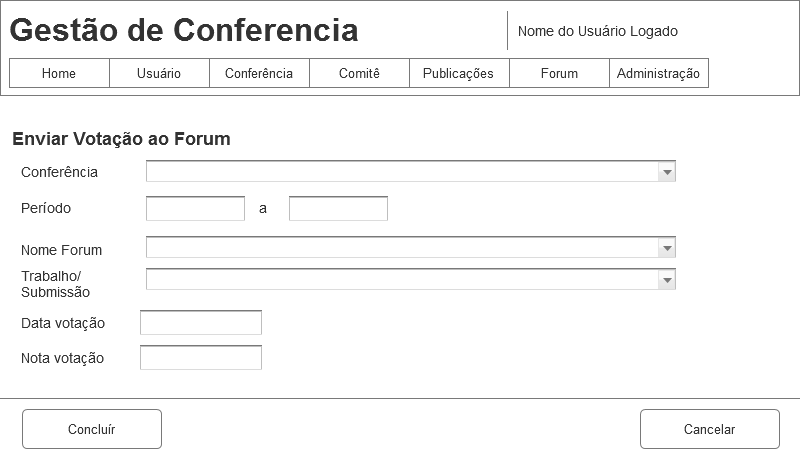 Gestão de Conferencia
Nome do Usuário Logado
Home Usuário Conferência Comitê Publicações Forum Administração
Enviar Votação ao Forum
Conferência
Período a
Nome Forum
Trabalho/
Submissão
Data votação
Nota votação
Concluír Cancelar